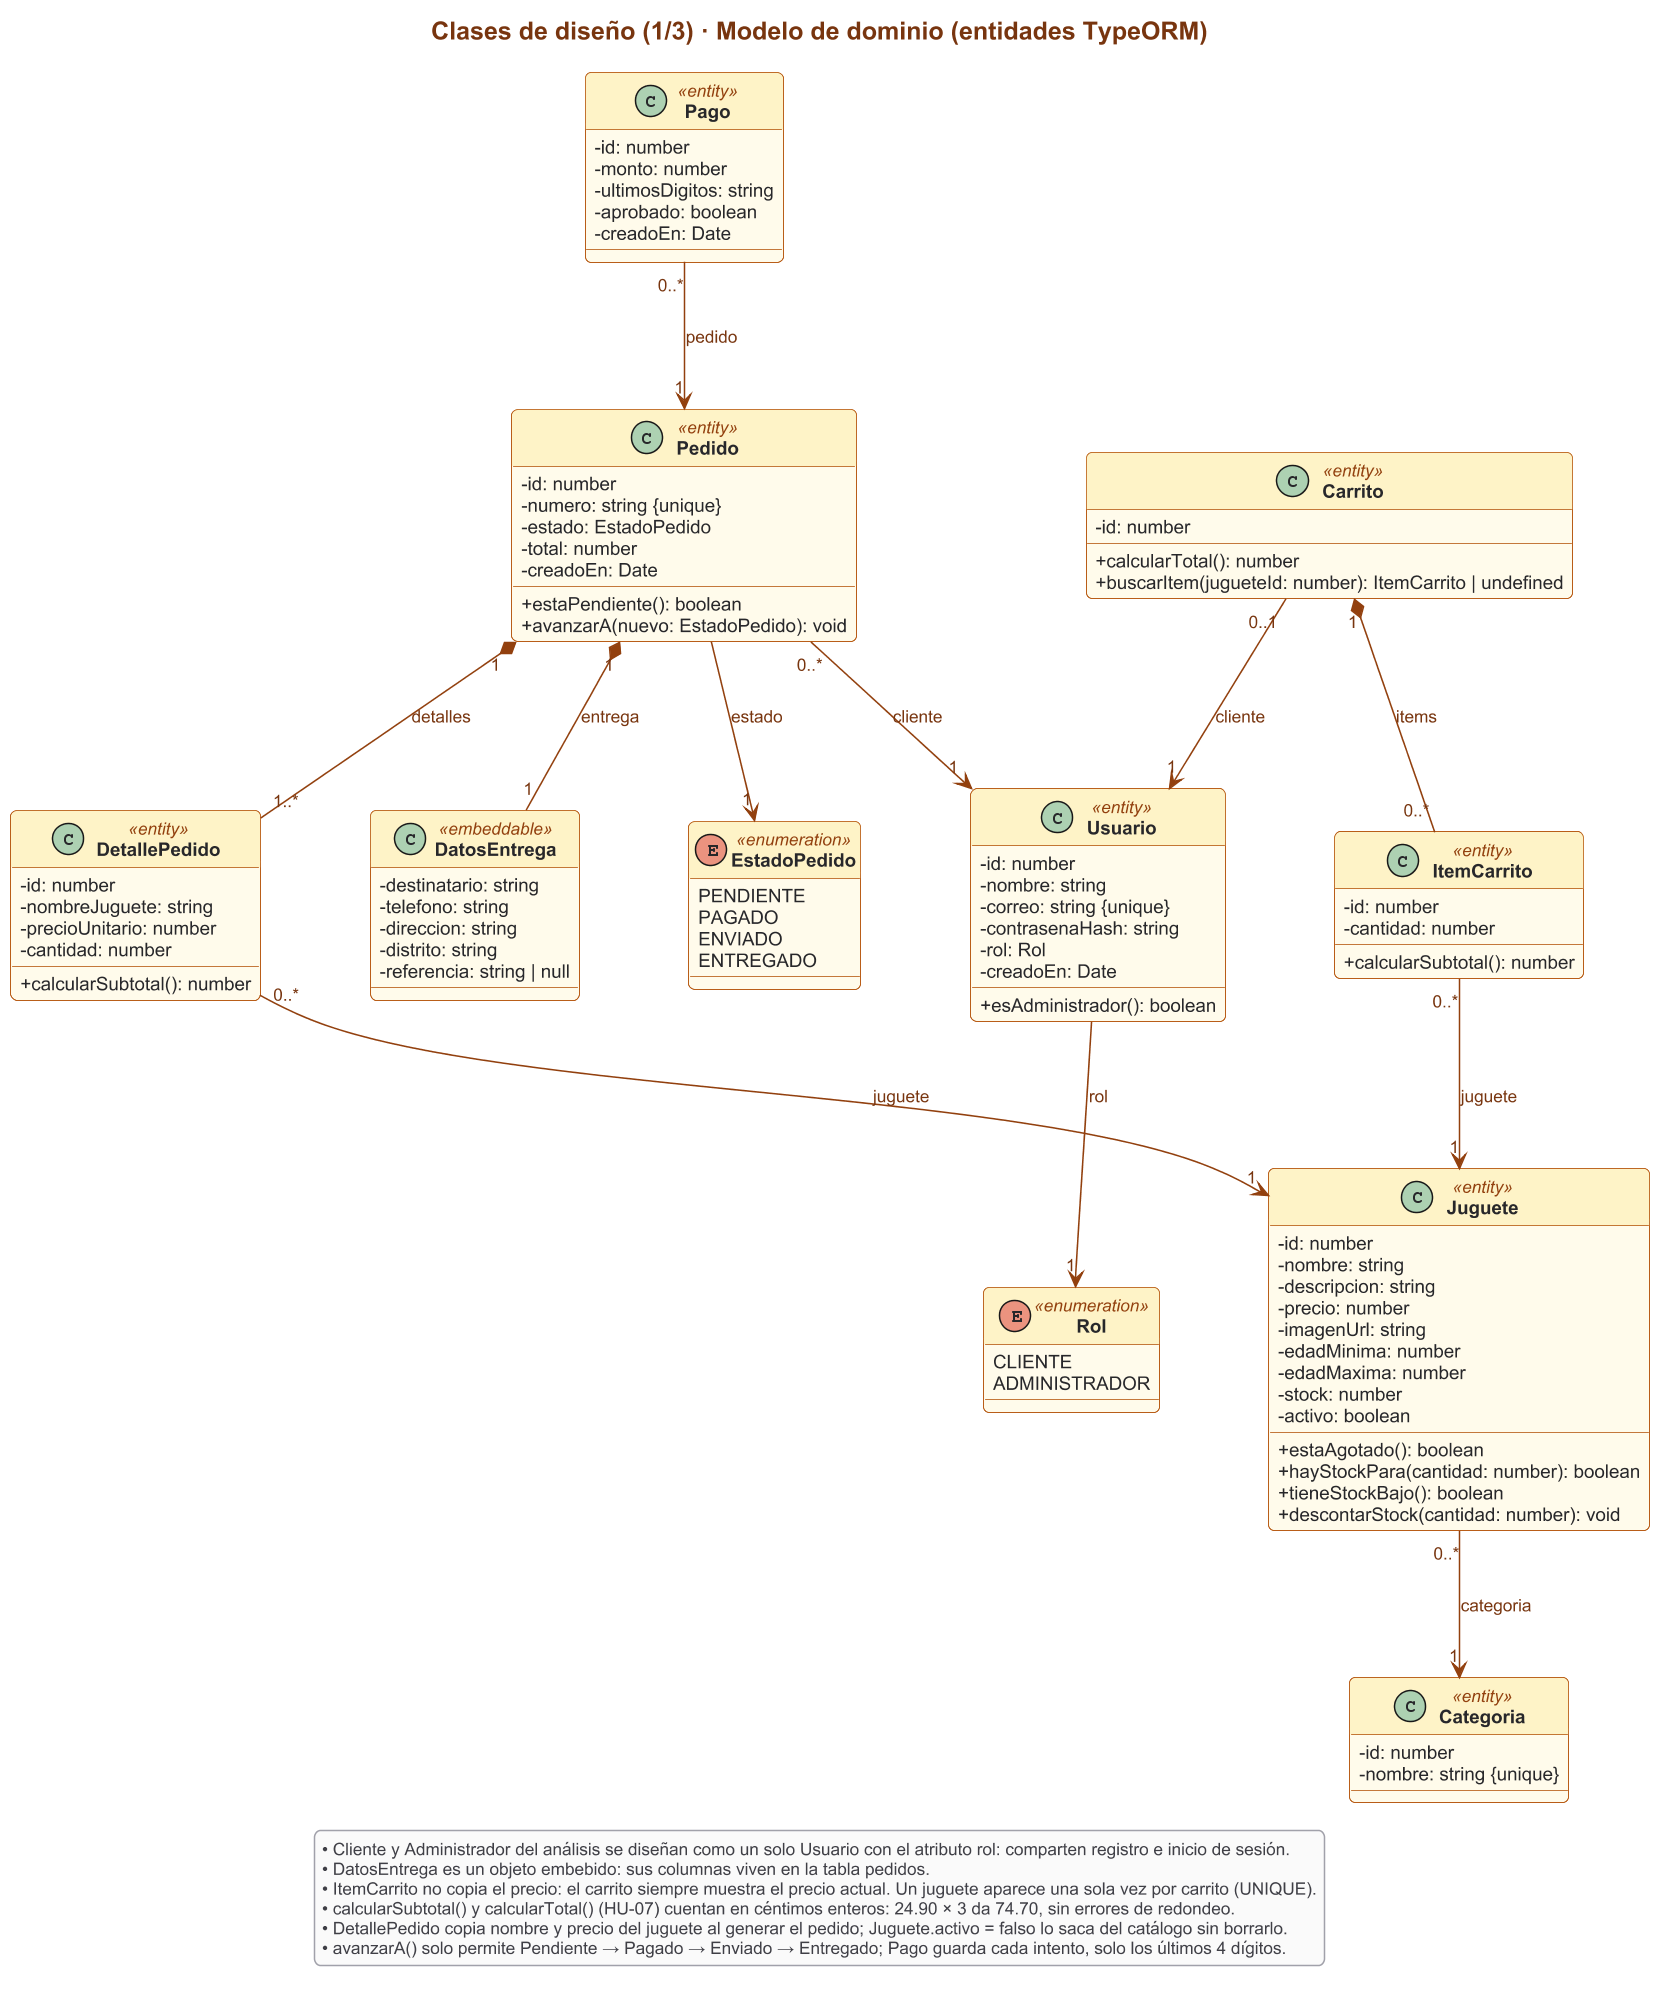 Clases de diseño (1/3) · Modelo de dominio (entidades TypeORM)
C
«entity»
Pago
-id: number
-monto: number
-ultimosDigitos: string
-aprobado: boolean
-creadoEn: Date
0..*
pedido
1
C
«entity»
Pedido
-id: number
-numero: string {unique}
-estado: EstadoPedido
-total: number
-creadoEn: Date
+estaPendiente(): boolean
+avanzarA(nuevo: EstadoPedido): void
C
«entity»
Carrito
-id: number
+calcularTotal(): number
+buscarItem(jugueteId: number): ItemCarrito | undefined
1
1
0..*
0..1
1
detalles
entrega
estado
cliente
cliente
items
1..*
1
1
1
1
0..*
C
«entity»
DetallePedido
-id: number
-nombreJuguete: string
-precioUnitario: number
-cantidad: number
+calcularSubtotal(): number
C
«embeddable»
DatosEntrega
-destinatario: string
-telefono: string
-direccion: string
-distrito: string
-referencia: string | null
E
«enumeration»
EstadoPedido
PENDIENTE
PAGADO
ENVIADO
ENTREGADO
C
«entity»
Usuario
-id: number
-nombre: string
-correo: string {unique}
-contrasenaHash: string
-rol: Rol
-creadoEn: Date
+esAdministrador(): boolean
C
«entity»
ItemCarrito
-id: number
-cantidad: number
+calcularSubtotal(): number
0..*
0..*
juguete
rol
juguete
1
1
1
C
«entity»
Juguete
-id: number
-nombre: string
-descripcion: string
-precio: number
-imagenUrl: string
-edadMinima: number
-edadMaxima: number
-stock: number
-activo: boolean
+estaAgotado(): boolean
+hayStockPara(cantidad: number): boolean
+tieneStockBajo(): boolean
+descontarStock(cantidad: number): void
E
«enumeration»
Rol
CLIENTE
ADMINISTRADOR
0..*
categoria
1
C
«entity»
Categoria
-id: number
-nombre: string {unique}
• Cliente y Administrador del análisis se diseñan como un solo Usuario con el atributo rol: comparten registro e inicio de sesión.
• DatosEntrega es un objeto embebido: sus columnas viven en la tabla pedidos.
• ItemCarrito no copia el precio: el carrito siempre muestra el precio actual. Un juguete aparece una sola vez por carrito (UNIQUE).
• calcularSubtotal() y calcularTotal() (HU-07) cuentan en céntimos enteros: 24.90 × 3 da 74.70, sin errores de redondeo.
• DetallePedido copia nombre y precio del juguete al generar el pedido; Juguete.activo = falso lo saca del catálogo sin borrarlo.
• avanzarA() solo permite Pendiente → Pagado → Enviado → Entregado; Pago guarda cada intento, solo los últimos 4 dígitos.